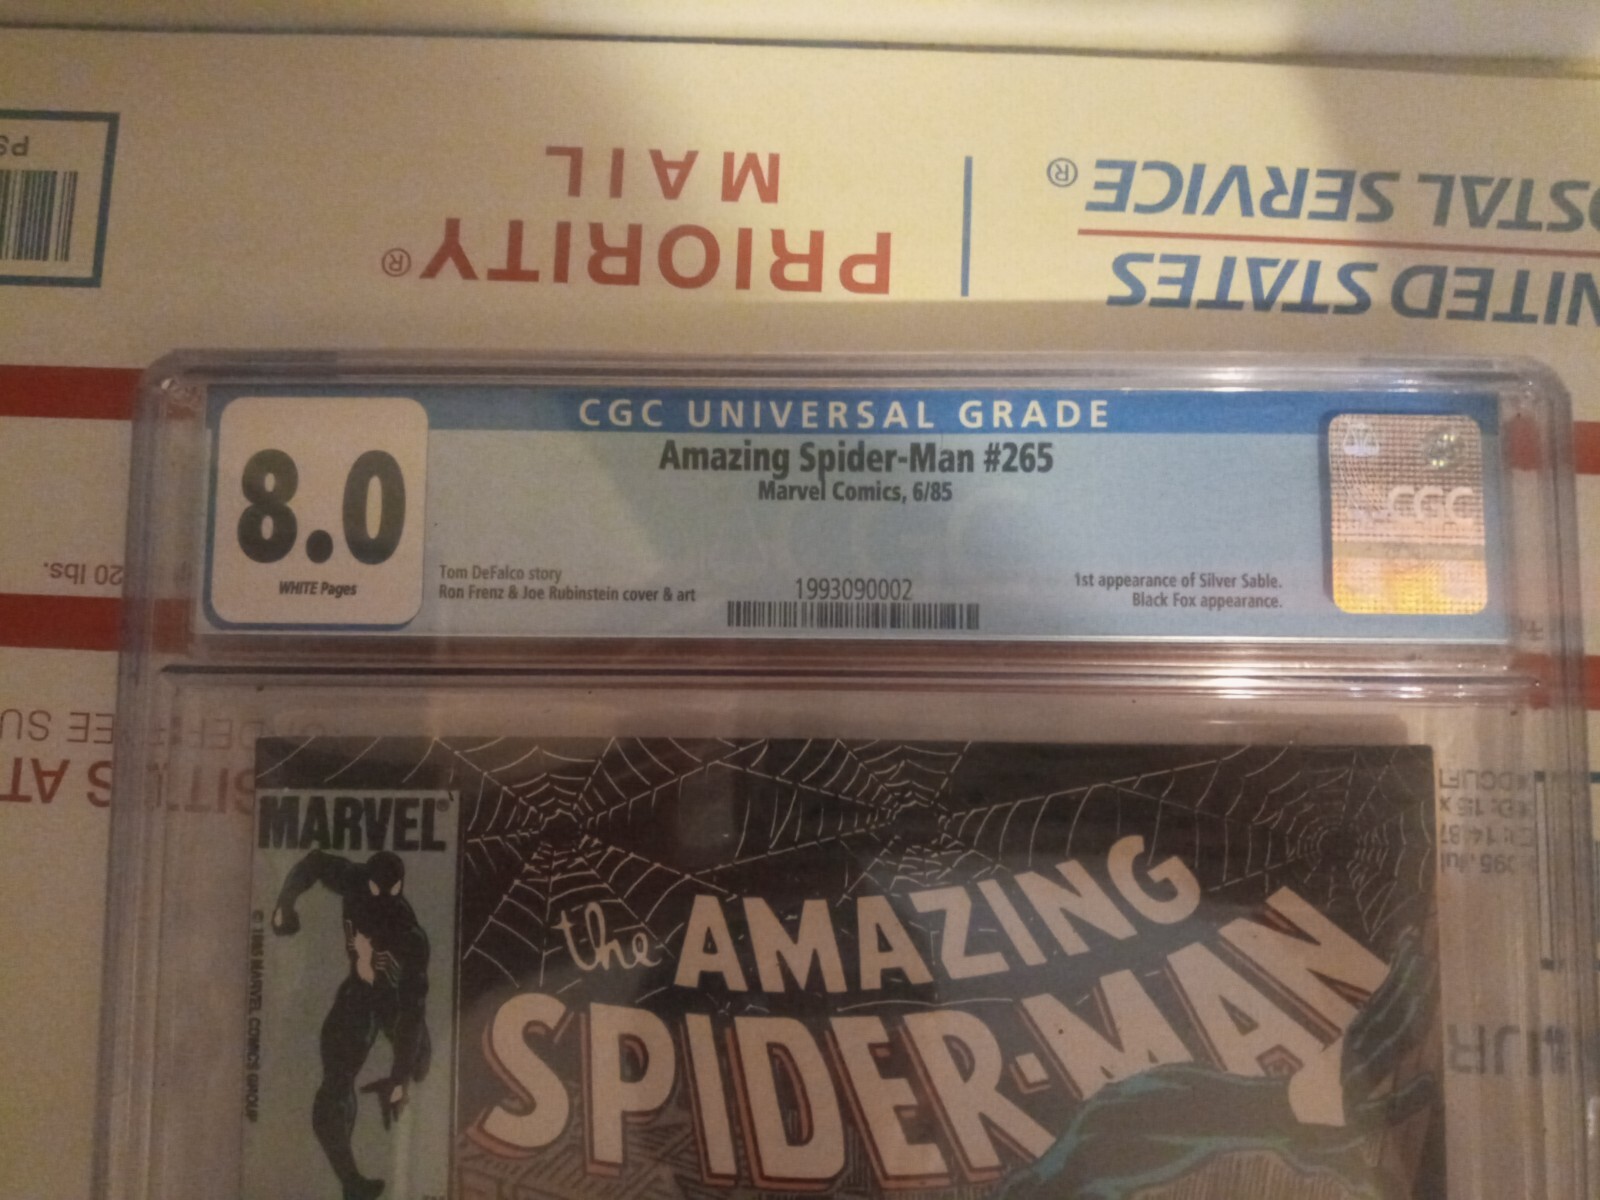 PS
MAIL
PRIORITY®
OSTAL SERVICE®
NITED STATES
20 lbs.
CGC UNIVERSAL GRADE
8.0
WHITE Pages
Amazing Spider-Man #265
Marvel Comics, 6/85
Tom DeFalco story
Ron Frenz & Joe Rubinstein cover & art
1993090002
1st appearance of Silver Sable.
Black Fox appearance.
CGC
MARVEL®
the AMAZING
SPIDER-MAN